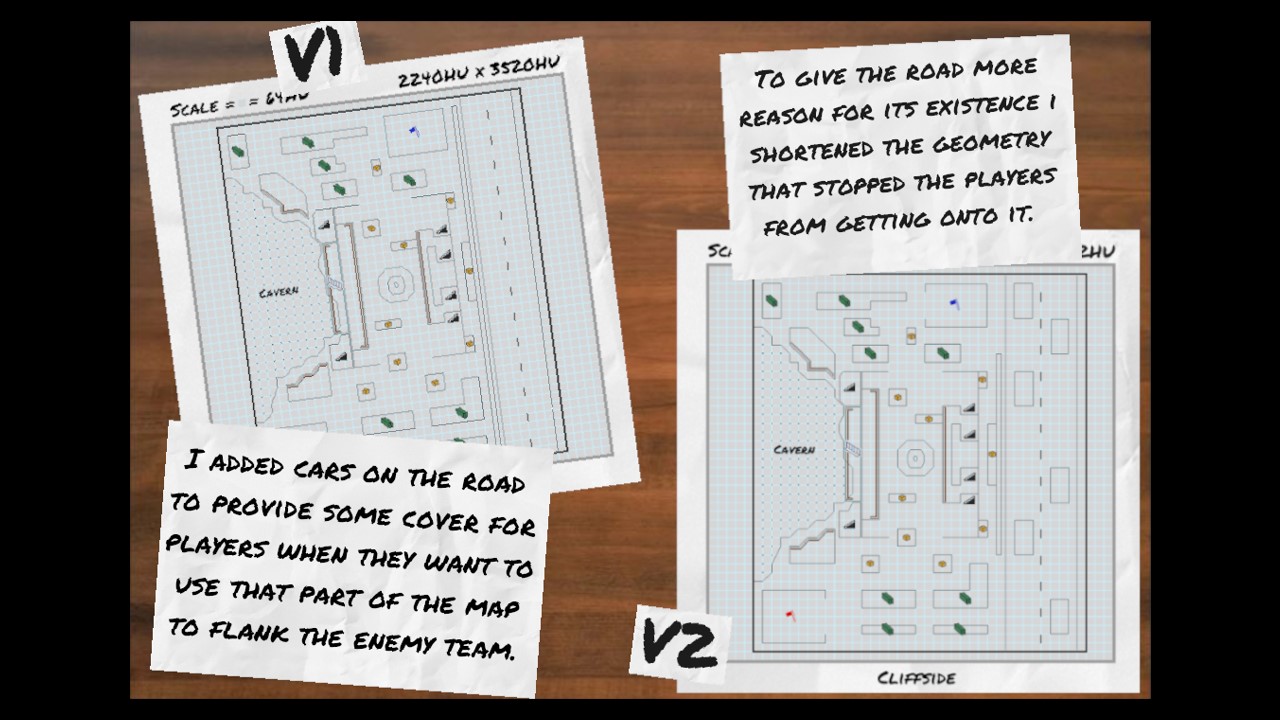 V1
SCALE = = 64HU
2240HU X 3520HU
CAVERN
I ADDED CARS ON THE ROAD
TO PROVIDE SOME COVER FOR
PLAYERS WHEN THEY WANT TO
USE THAT PART OF THE MAP
TO FLANK THE ENEMY TEAM.
TO GIVE THE ROAD MORE
REASON FOR ITS EXISTENCE I
SHORTENED THE GEOMETRY
THAT STOPPED THE PLAYERS
FROM GETTING ONTO IT.
CAVERN
V2
CLIFFSIDE